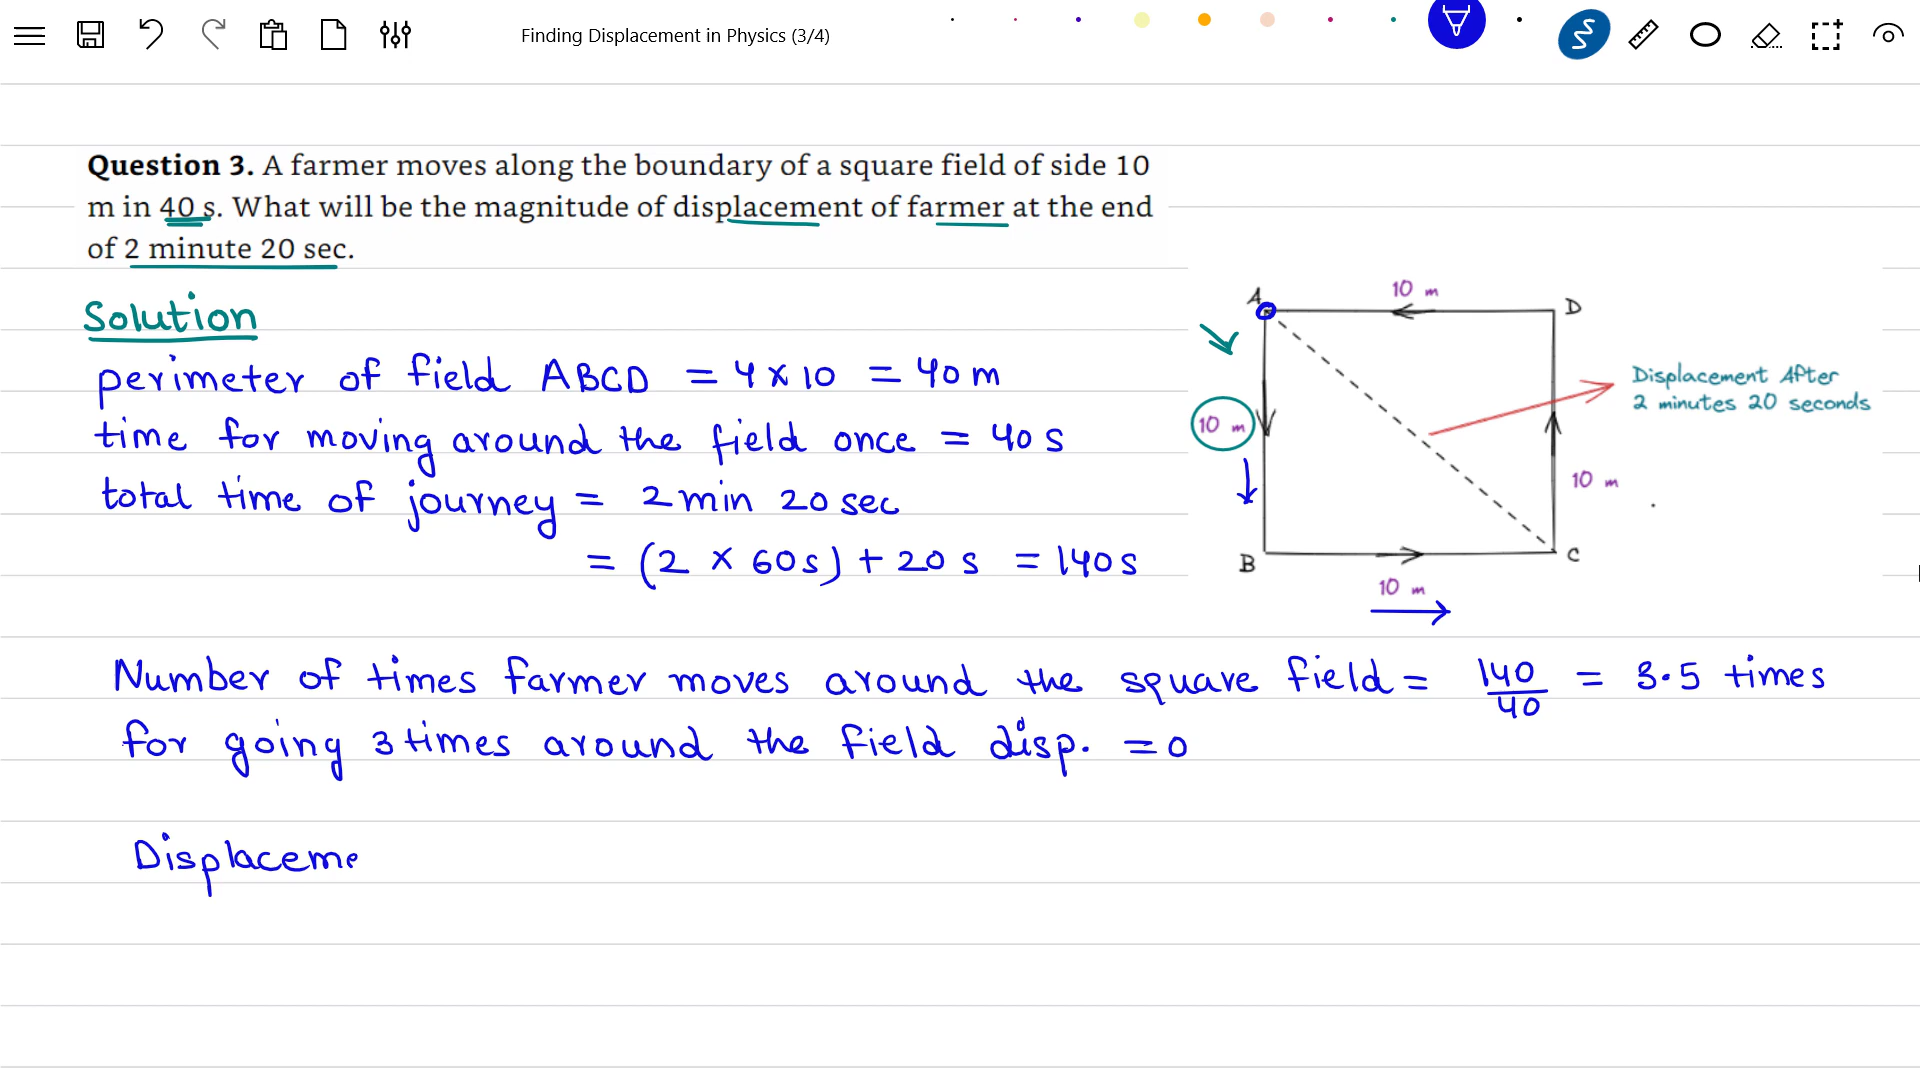 Finding Displacement in Physics (3/4)
Question 3. A farmer moves along the boundary of a square field of side 10
m in 40 s. What will be the magnitude of displacement of farmer at the end
of 2 minute 20 sec.
Solution
perimeter of field ABCD = 4 × 10 = 40 m
time for moving around the field once = 40 s
total time of journey = 2 min 20 sec
= (2 × 60s) + 20 s = 140 s
A
10 m
D
Displacement After
2 minutes 20 seconds
10 m
10 m
B
C
10 m
Number of times farmer moves around the square field = 140/40 = 3.5 times
for going 3 times around the field disp. = 0
Displaceme